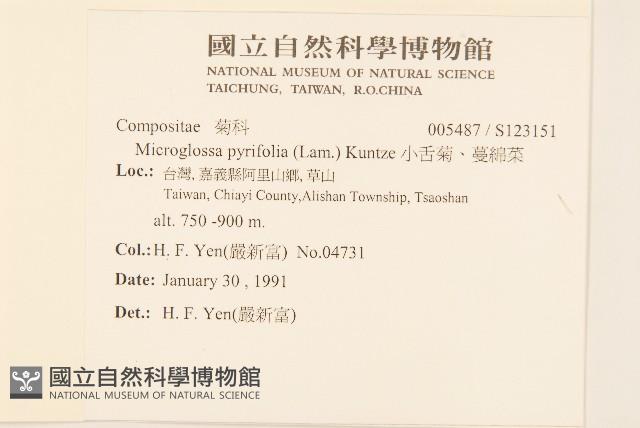 國立自然科學博物館
NATIONAL MUSEUM OF NATURAL SCIENCE
TAICHUNG, TAIWAN, R.O.CHINA
Compositae 菊科 005487 / S123151
Microglossa pyrifolia (Lam.) Kuntze 小舌菊、蔓綿菜
Loc.: 台灣, 嘉義縣阿里山鄉, 草山
Taiwan, Chiayi County,Alishan Township, Tsaoshan
alt. 750 -900 m.
Col.: H. F. Yen(嚴新富) No.04731
Date: January 30 , 1991
Det.: H. F. Yen(嚴新富)
國立自然科學博物館
NATIONAL MUSEUM OF NATURAL SCIENCE